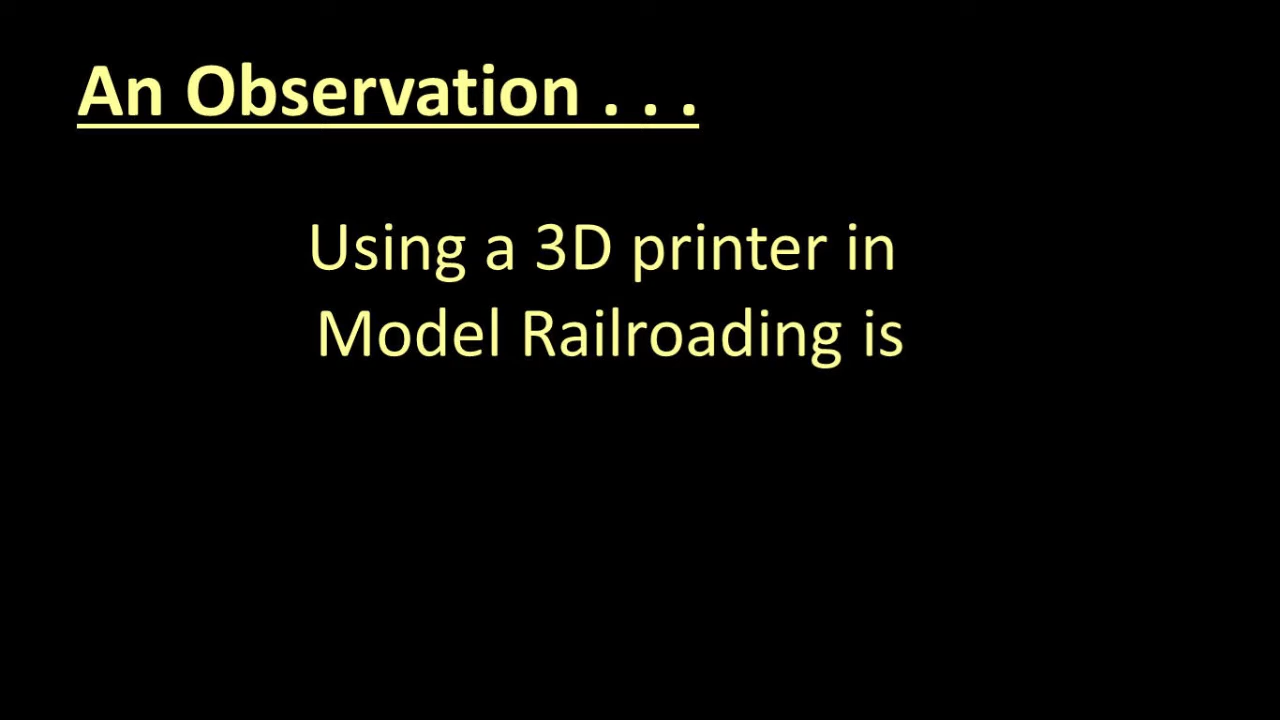 An Observation . . .
Using a 3D printer in
Model Railroading is